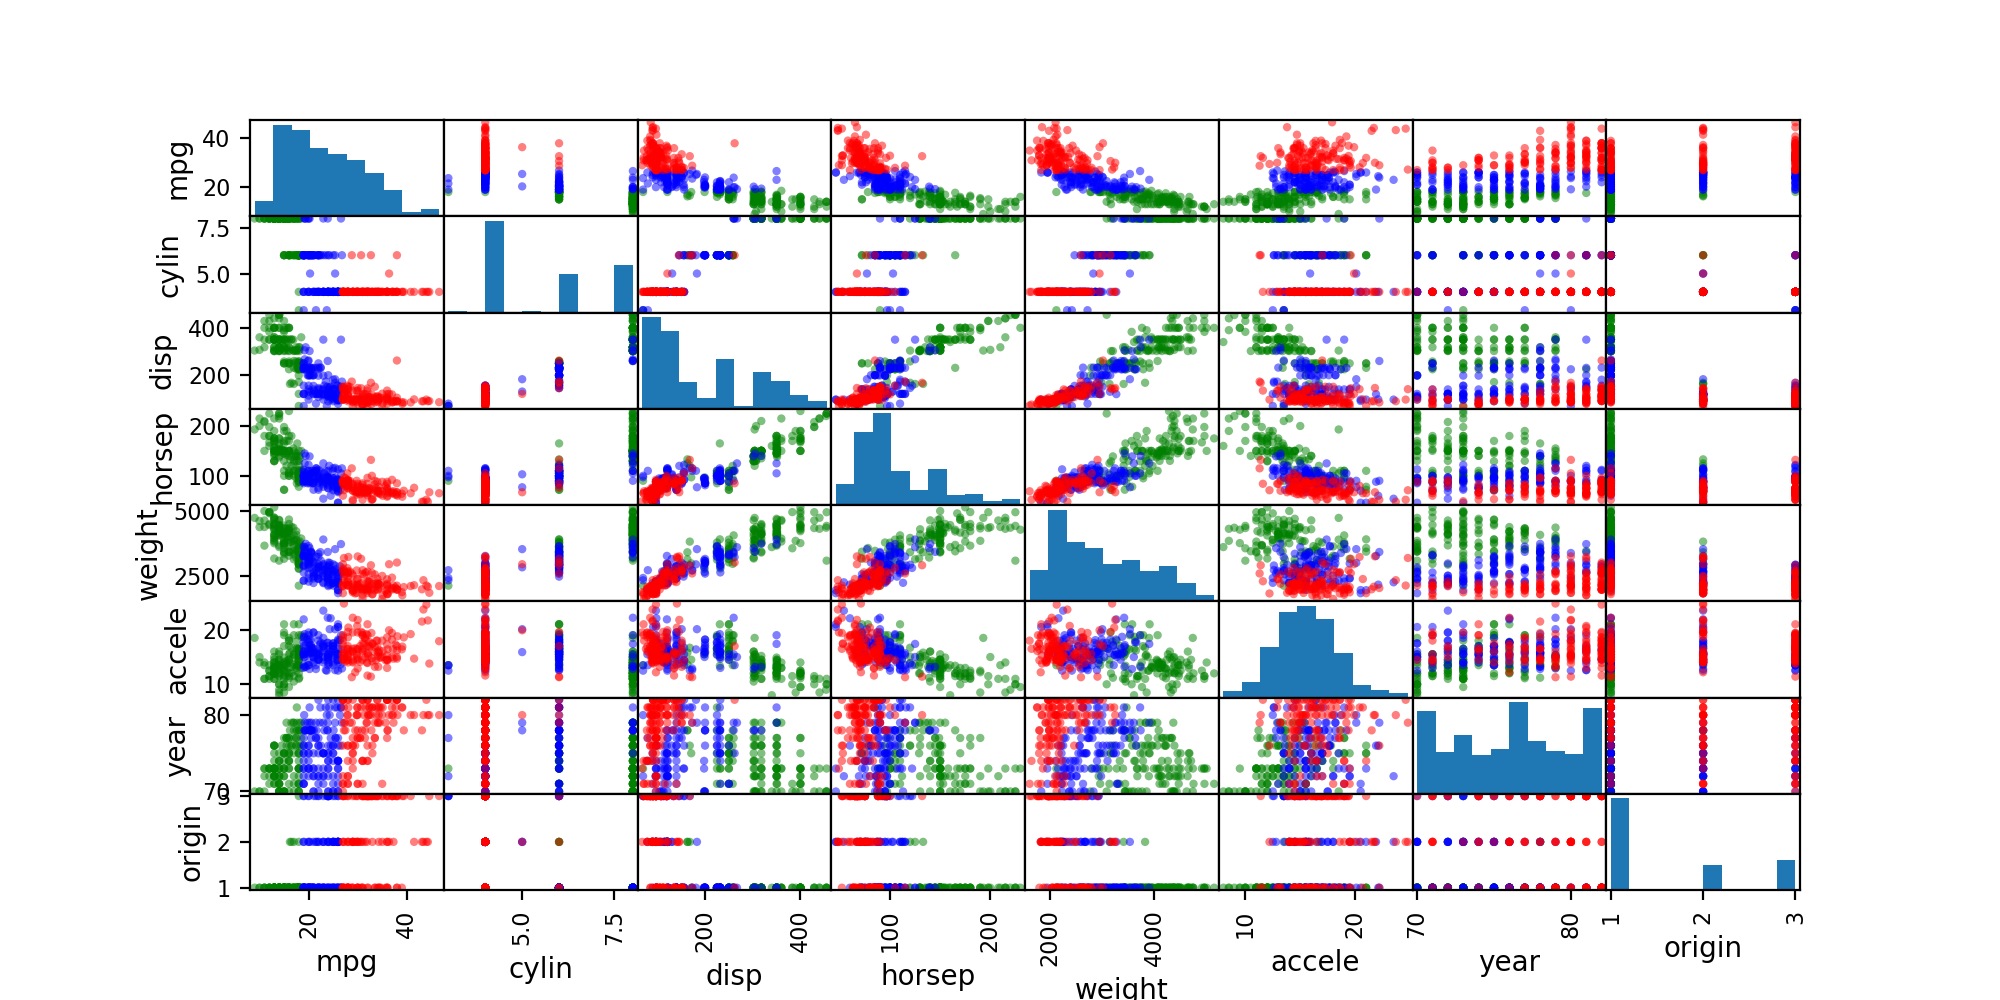 mpg
40
20
cylin
7.5
5.0
disp
400
200
horsep
200
100
weight
5000
2500
accele
20
10
year
80
70
origin
3
2
1
20 40 5.0 7.5 200 400 100 200 2000 4000 10 20 70 80 1 2 3
mpg cylin disp horsep weight accele year origin